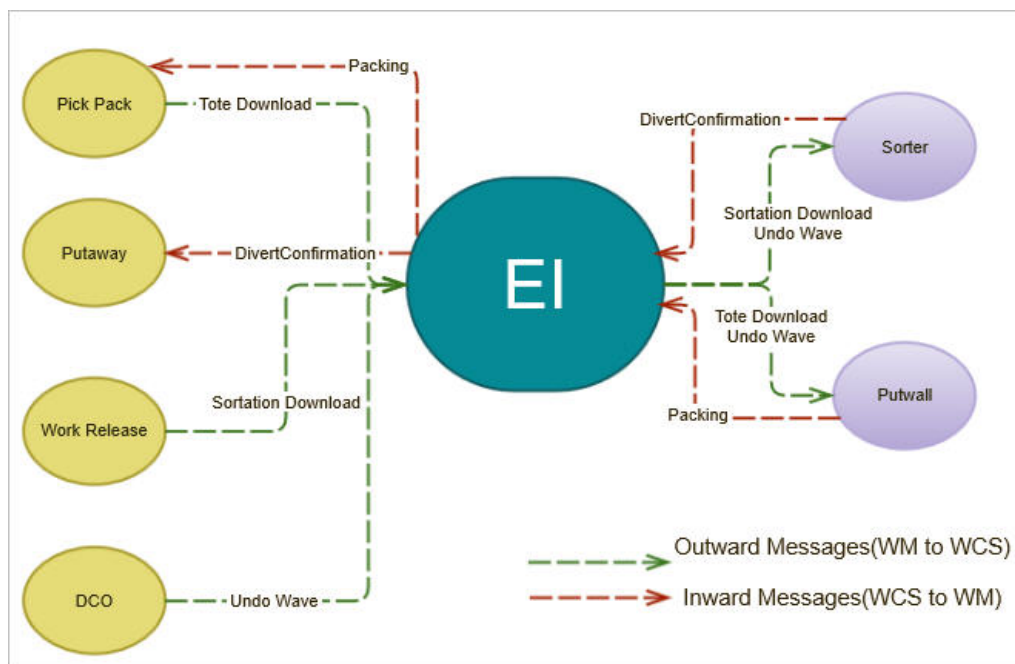 Packing
Pick Pack
Tote Download
DivertConfirmation
Sorter
Sortation Download
Undo Wave
Putaway
DivertConfirmation
EI
Tote Download
Undo Wave
Sortation Download
Putwall
Packing
Work Release
Outward Messages(WM to WCS)
Inward Messages(WCS to WM)
DCO
Undo Wave